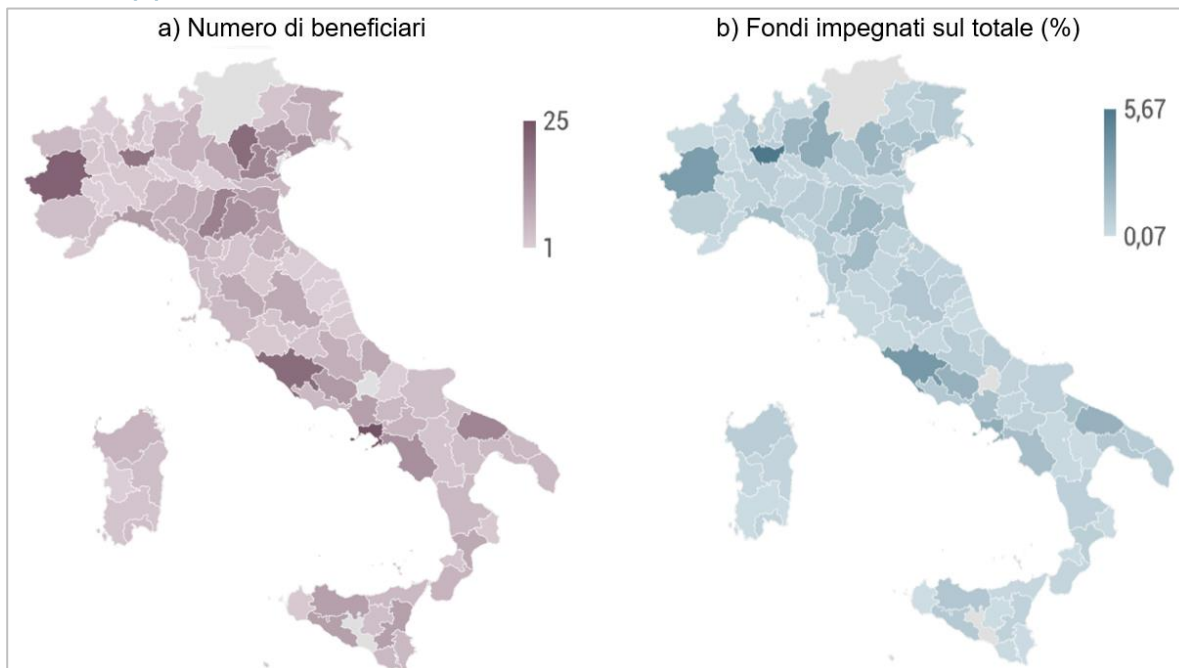 a) Numero di beneficiari
b) Fondi impegnati sul totale (%)
25
1
5,67
0,07